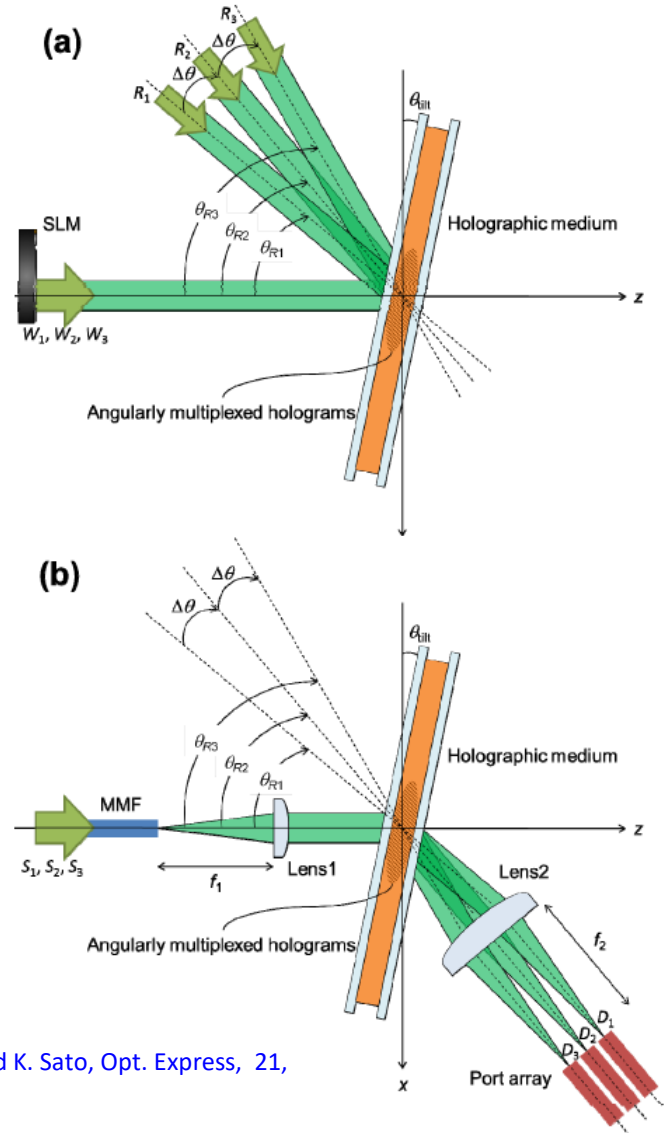 (a)
R3
Δθ
R2
Δθ
R1
θtilt
SLM
θR3
θR2
θR1
Holographic medium
z
W1, W2, W3
Angularly multiplexed holograms
(b)
Δθ
Δθ
θtilt
θR3
θR2
θR1
Holographic medium
MMF
z
S1, S2, S3
f1
Lens1
Lens2
f2
Angularly multiplexed holograms
D1
D2
D3
d K. Sato, Opt. Express, 21,
x
Port array